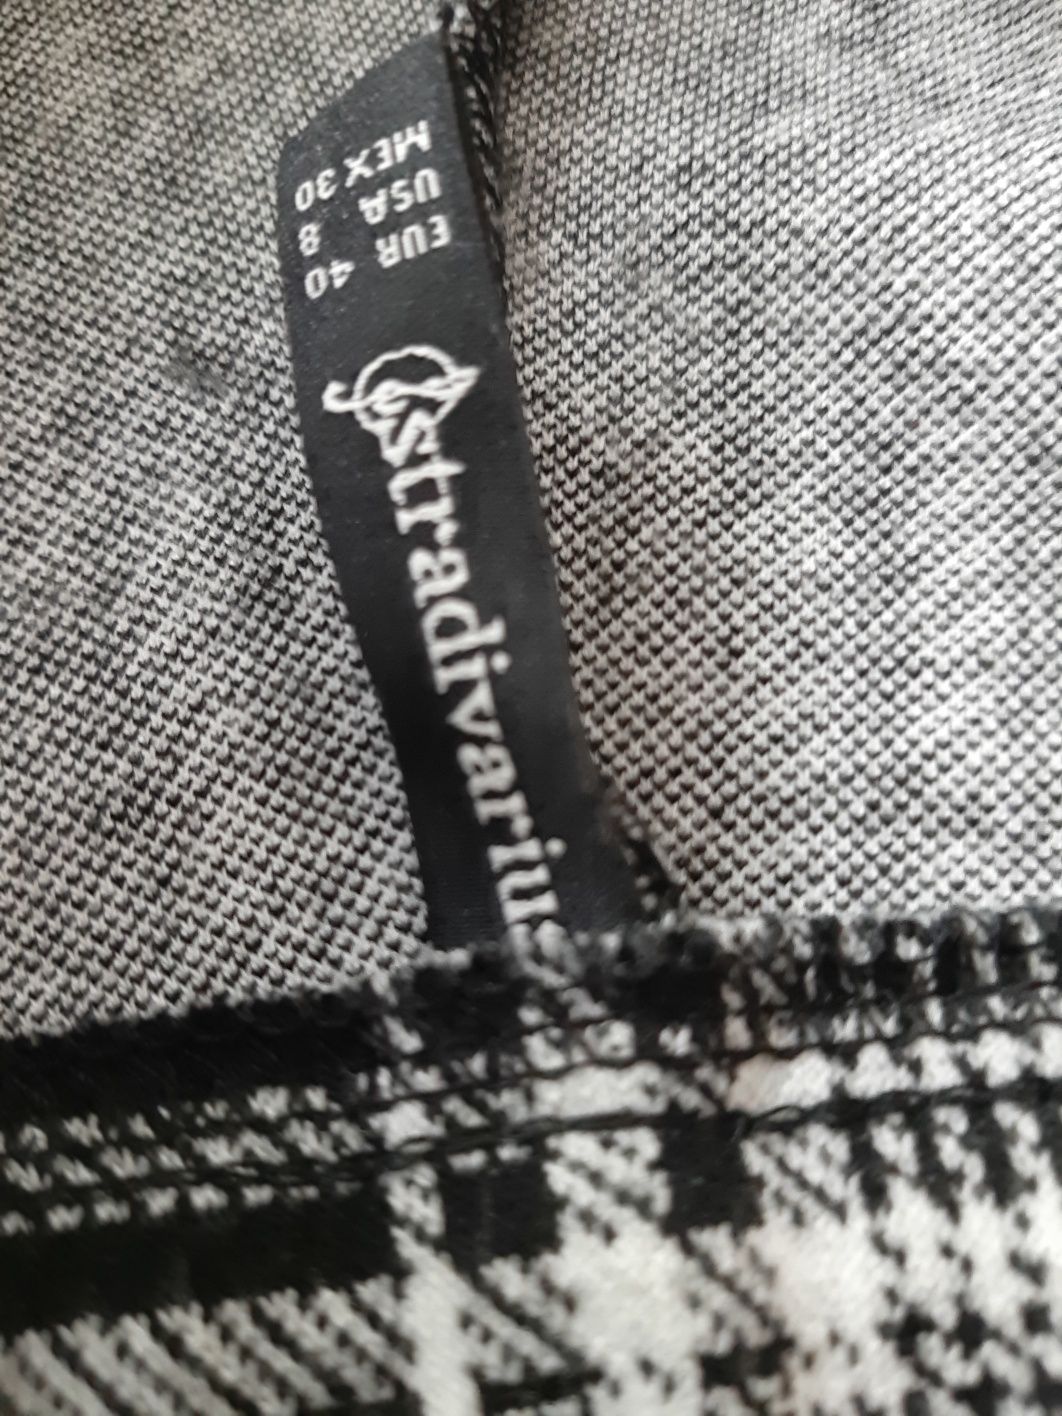 stradivarius
EUR 40
USA 8
MEX 30